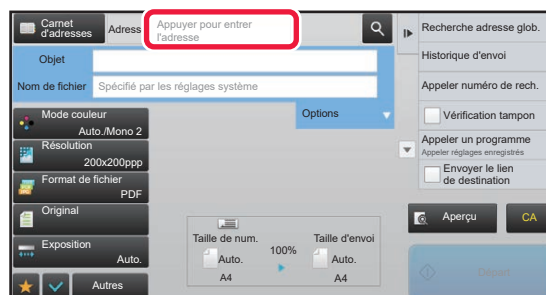 Carnet
d'adresses
Adress
Appuyer pour entrer
l'adresse
Objet
Nom de fichier
Spécifié par les réglages système
Options
Mode couleur
Auto./Mono 2
Résolution
200x200ppp
Format de fichier
PDF
Original
Exposition
Auto.
Autres
Taille de num.
Auto.
A4
100%
Taille d'envoi
Auto.
A4
Recherche adresse glob.
Historique d'envoi
Appeler numéro de rech.
Vérification tampon
Appeler un programme
Appeler réglages enregistrés
Envoyer le lien
de destination
Aperçu
CA
Départ